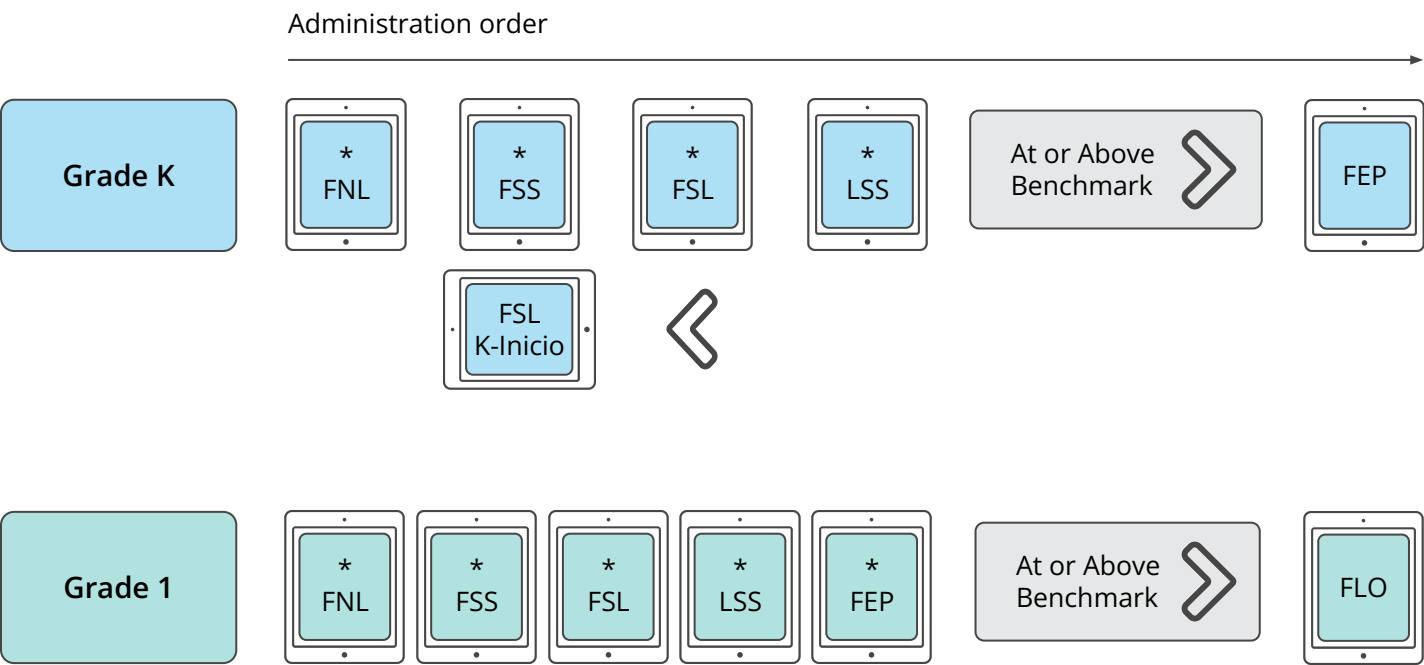 Administration order
Grade K
*
FNL
*
FSS
*
FSL
*
LSS
At or Above
Benchmark
FEP
FSL
K-Inicio
Grade 1
*
FNL
*
FSS
*
FSL
*
LSS
*
FEP
At or Above
Benchmark
FLO